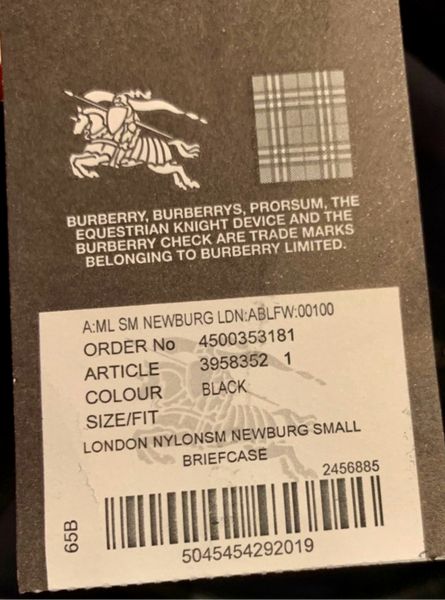 BURBERRY, BURBERRYS, PRORSUM, THE
EQUESTRIAN KNIGHT DEVICE AND THE
BURBERRY CHECK ARE TRADE MARKS
BELONGING TO BURBERRY LIMITED.
A:ML SM NEWBURG LDN:ABLFW:00100
ORDER No 4500353181
ARTICLE 3958352 1
COLOUR BLACK
SIZE/FIT
LONDON NYLONSM NEWBURG SMALL
BRIEFCASE
2456885
65B
5045454292019